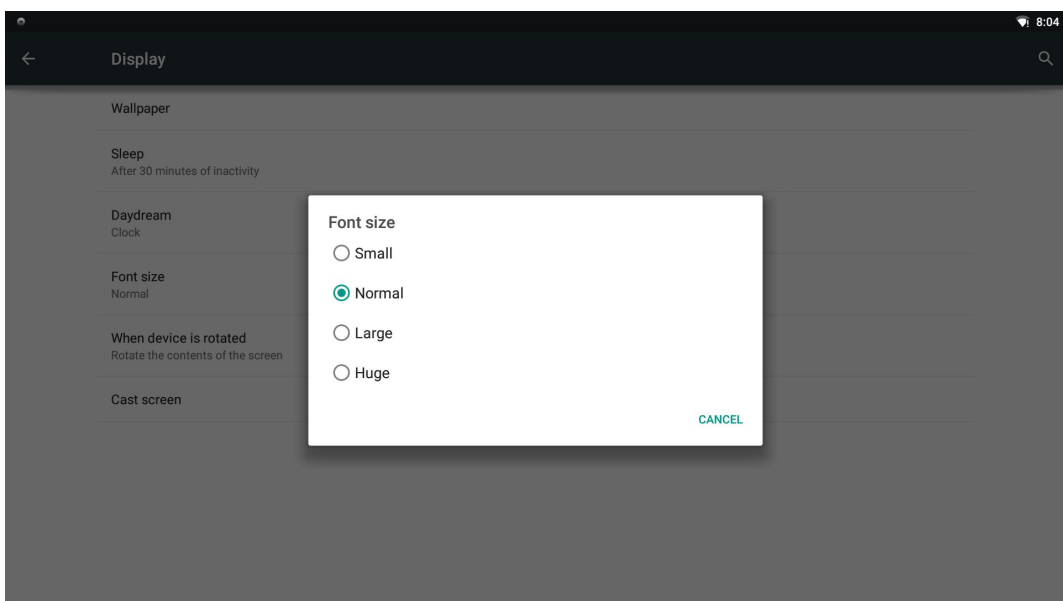 8:04
Display
Wallpaper
Sleep
After 30 minutes of inactivity
Daydream
Clock
Font size
Normal
When device is rotated
Rotate the contents of the screen
Cast screen
Font size
Small
Normal
Large
Huge
CANCEL